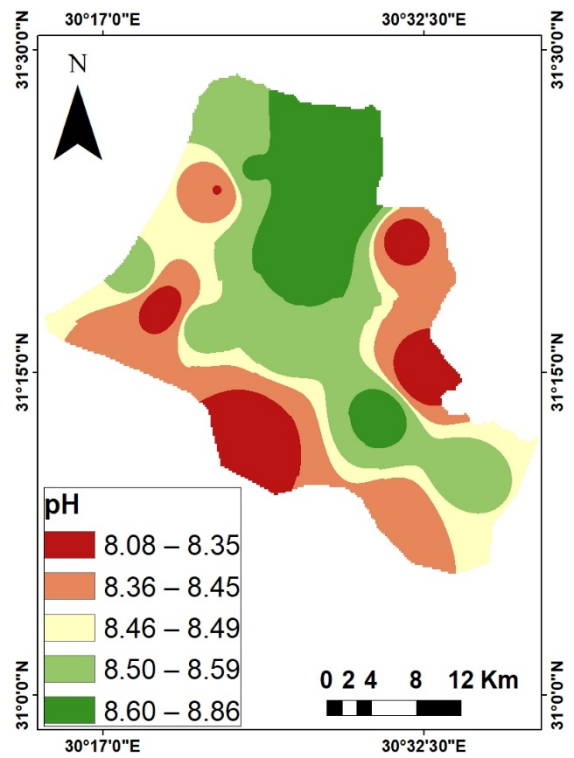 30°17'0"E 30°32'30"E
31°30'0"N 31°30'0"N
N
31°15'0"N 31°15'0"N
pH
8.08 – 8.35
8.36 – 8.45
8.46 – 8.49
8.50 – 8.59
8.60 – 8.86
0 2 4 8 12 Km
31°0'0"N 31°0'0"N
30°17'0"E 30°32'30"E